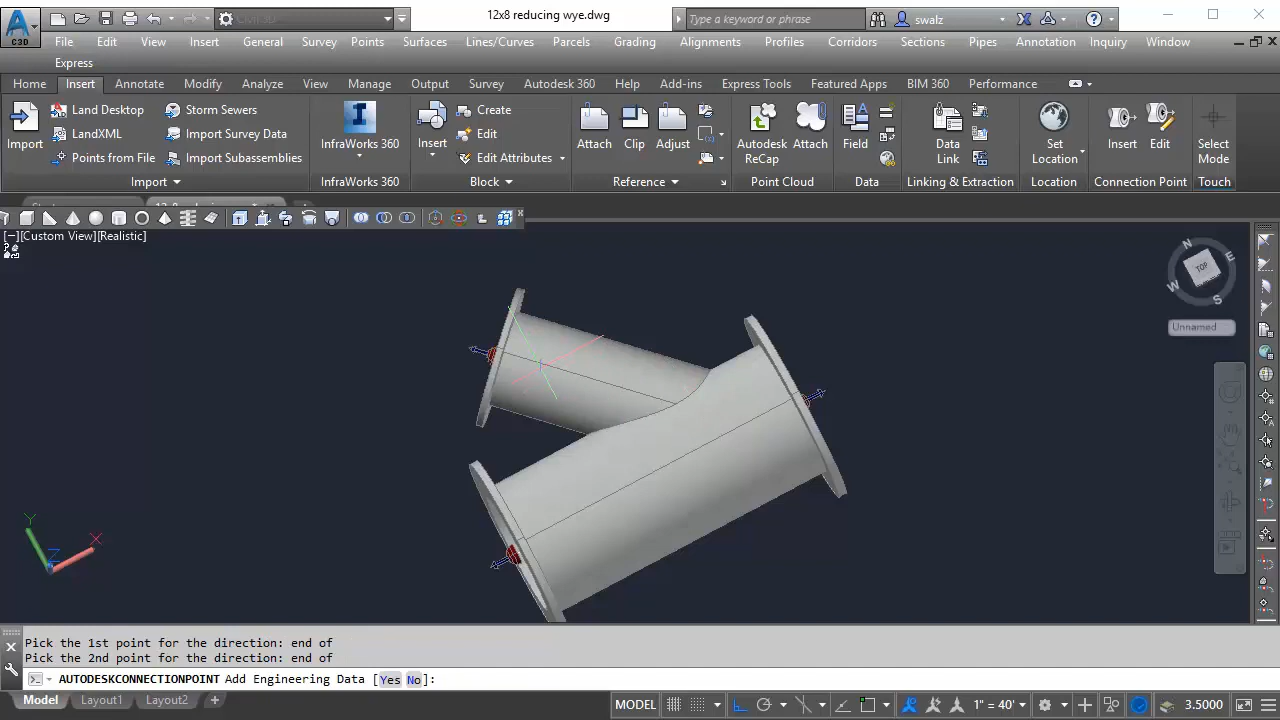 Civil 3D
12x8 reducing wye.dwg
Type a keyword or phrase
swalz
C3D
File Edit View Insert General Survey Points Surfaces Lines/Curves Parcels Grading Alignments Profiles Corridors Sections Pipes Annotation Inquiry Window
Express
Home Insert Annotate Modify Analyze View Manage Output Survey Autodesk 360 Help Add-ins Express Tools Featured Apps BIM 360 Performance
Land Desktop Storm Sewers Create
LandXML Import Survey Data Edit
Import InfraWorks 360 Insert Attach Clip Adjust Autodesk ReCap Attach Field Data Link Set Location Insert Edit Select Mode
Points from File Import Subassemblies Edit Attributes
Import InfraWorks 360 Block Reference Point Cloud Data Linking & Extraction Location Connection Point Touch
[−][Custom View][Realistic]
N
E
TOP
W
S
Unnamed
Y
X
Z
Pick the 1st point for the direction: end of
Pick the 2nd point for the direction: end of
AUTODESKCONNECTIONPOINT Add Engineering Data [Yes No]:
Model Layout1 Layout2 + MODEL 1" = 40' 3.5000